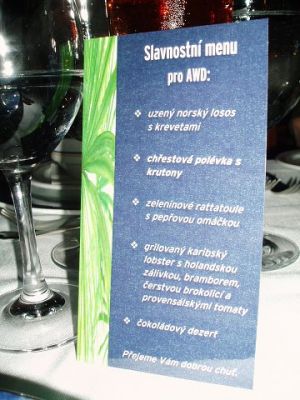 Slavnostní menu
pro AWD:
❖ uzený norský losos
s krevetami
❖ chřestová polévka s
krutony
❖ zeleninové rattatoule
s pepřovou omáčkou
❖ grilovaný karibský
lobster s holandskou
zálivkou, bramborem,
čerstvou brokolicí a
provensálskými tomaty
❖ čokoládový dezert
Přejeme Vám dobrou chuť.